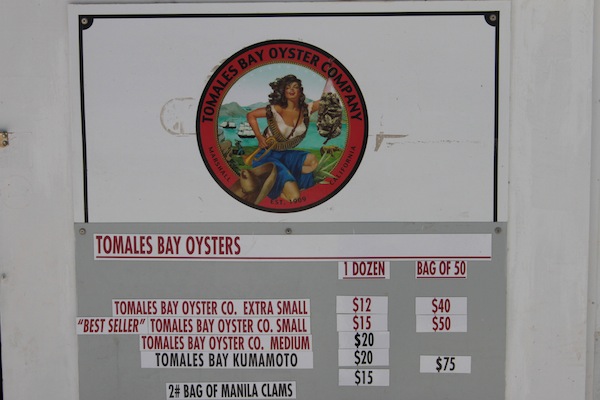 TOMALES BAY OYSTER COMPANY
MARSHALL CALIFORNIA
EST. 1909
TOMALES BAY OYSTERS
1 DOZEN BAG OF 50
TOMALES BAY OYSTER CO. EXTRA SMALL $12 $40
"BEST SELLER" TOMALES BAY OYSTER CO. SMALL $15 $50
TOMALES BAY OYSTER CO. MEDIUM $20
TOMALES BAY KUMAMOTO $20 $75
$15
2# BAG OF MANILA CLAMS